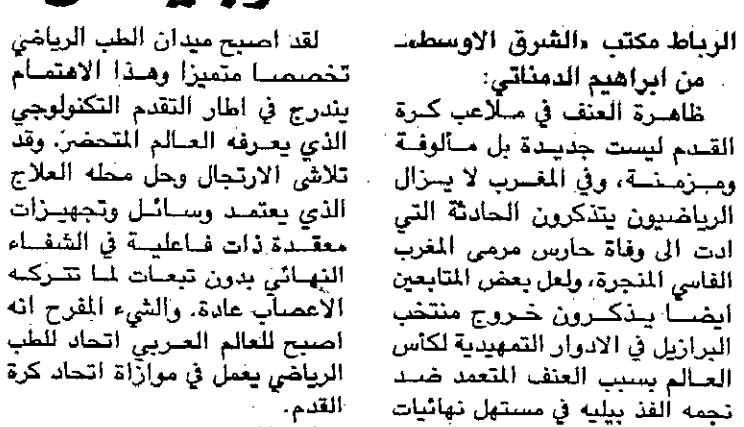 الرباط مكتب «الشرق الاوسط»ـ
من ابراهيم الدمناتي:
ظاهرة العنف في ملاعب كرة
القدم ليست جديدة بل مألوفة
ومزمنة، وفي المغرب لا يزال
الرياضيون يتذكرون الحادثة التي
ادت الى وفاة حارس مرمى المغرب
الفاسي المنجرة، ولعل بعض المتابعين
ايضا يذكرون خروج منتخب
البرازيل في الادوار التمهيدية لكأس
العالم بسبب العنف المتعمد ضد
نجمه الفذ بيليه في مستهل نهائيات
لقد اصبح ميدان الطب الرياضي
تخصصا متميزا وهذا الاهتمام
يندرج في اطار التقدم التكنولوجي
الذي يعرفه العالم المتحضر. وقد
تلاشى الارتجال وحل محله العلاج
الذي يعتمد وسائل وتجهيزات
معقدة ذات فاعلية في الشفاء
النهائي بدون تبعات لما تتركه
الأعصاب عادة. والشيء المفرح انه
اصبح للعالم العربي اتحاد للطب
الرياضي يعمل في موازاة اتحاد كرة
القدم.